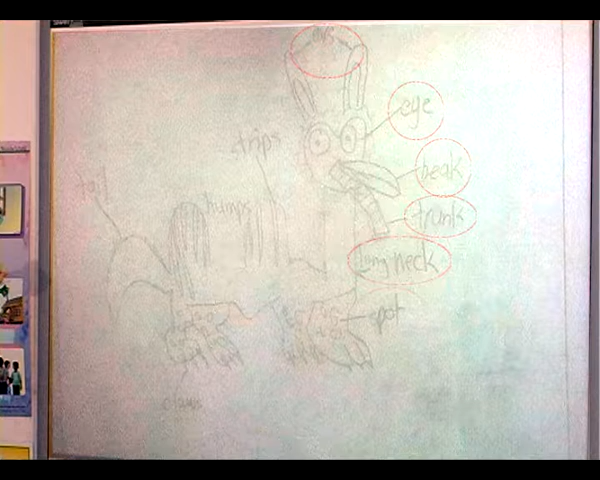 eye
strips
beak
tail
humps
trunk
Long neck
spot
claws